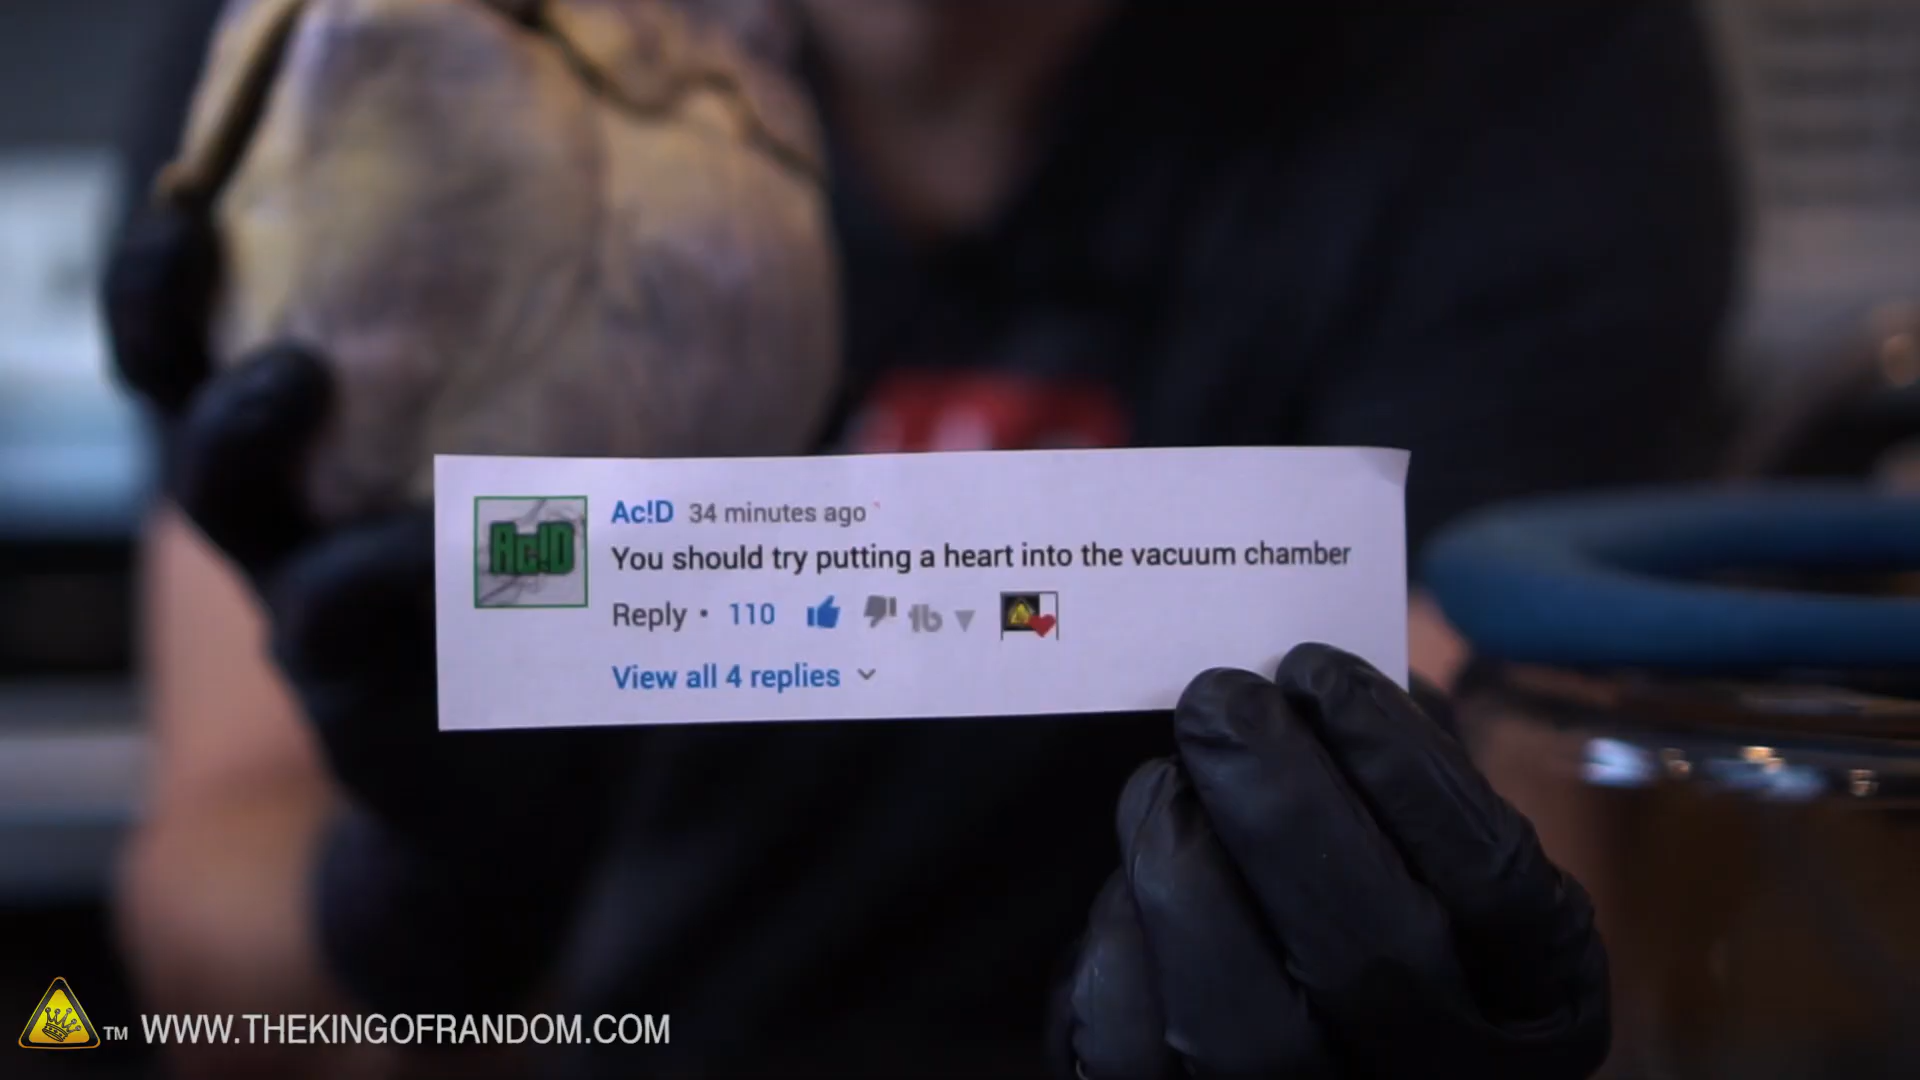 Ac!D
Ac!D 34 minutes ago
You should try putting a heart into the vacuum chamber
Reply • 110
View all 4 replies
TM WWW.THEKINGOFRANDOM.COM